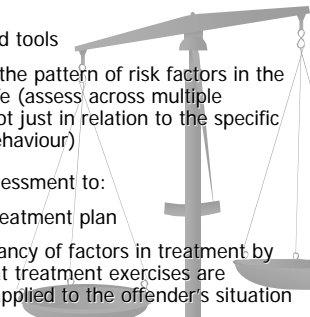 d tools
the pattern of risk factors in the
e (assess across multiple
ot just in relation to the specific
ehaviour)
essment to:
eatment plan
ancy of factors in treatment by
at treatment exercises are
pplied to the offender's situation